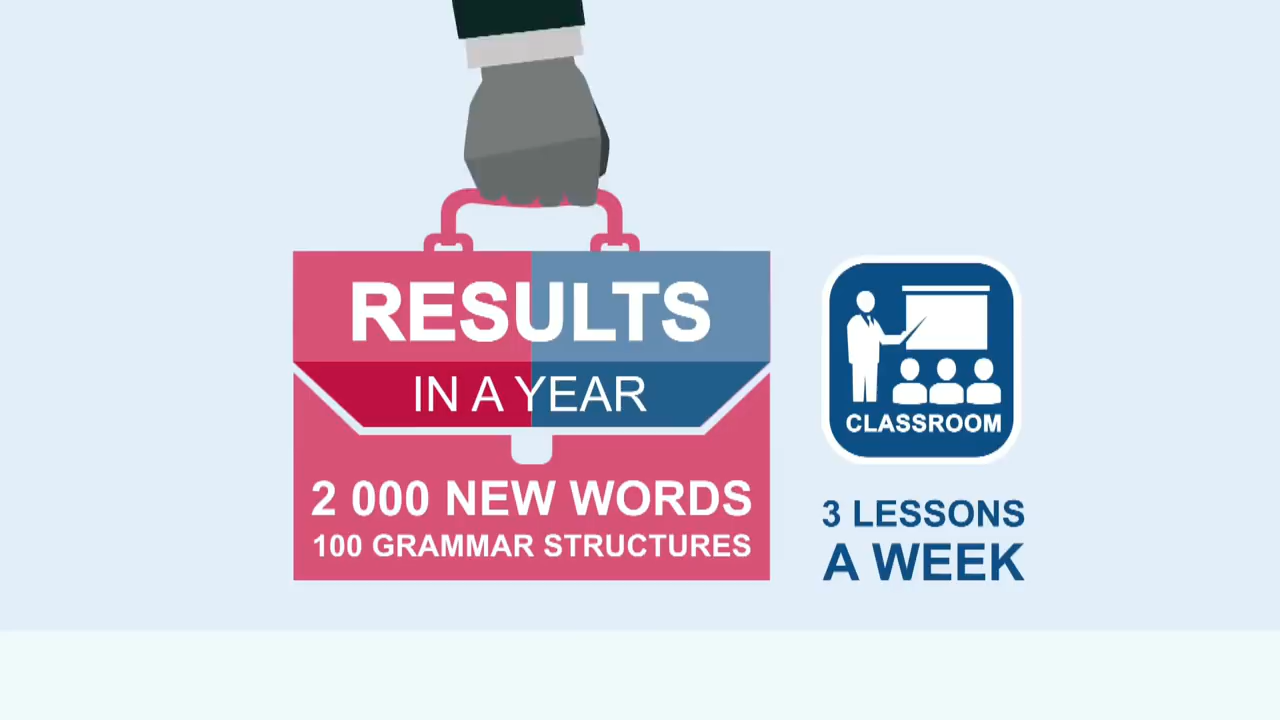 RESULTS
IN A YEAR
2 000 NEW WORDS
100 GRAMMAR STRUCTURES
CLASSROOM
3 LESSONS
A WEEK